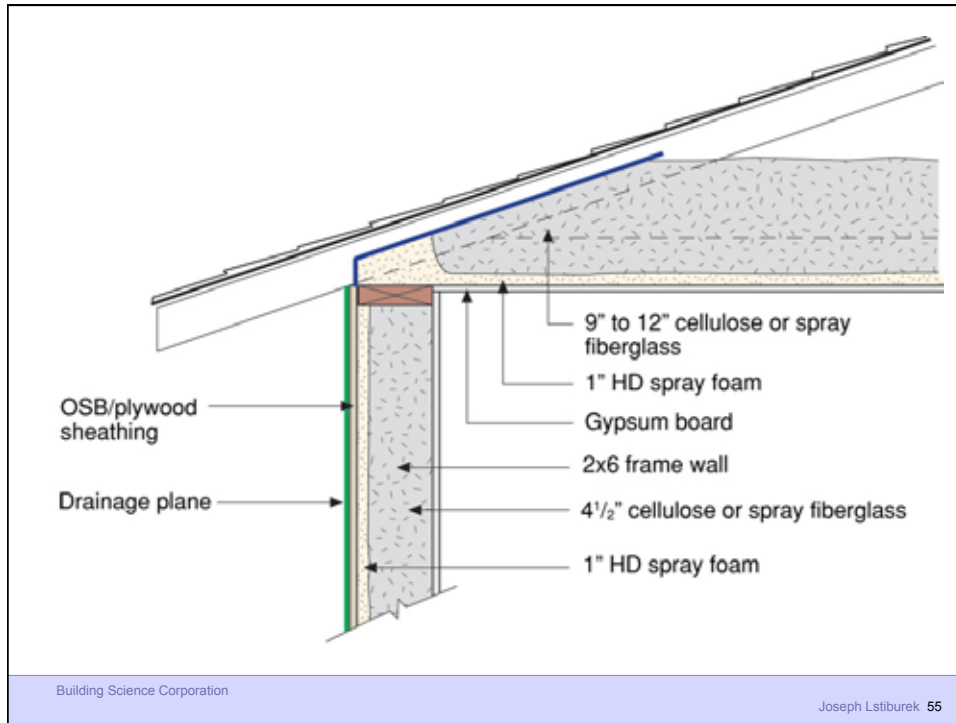 9” to 12” cellulose or spray
fiberglass
1” HD spray foam
Gypsum board
2x6 frame wall
4¹/₂” cellulose or spray fiberglass
1” HD spray foam
OSB/plywood
sheathing
Drainage plane
Building Science Corporation
Joseph Lstiburek 55